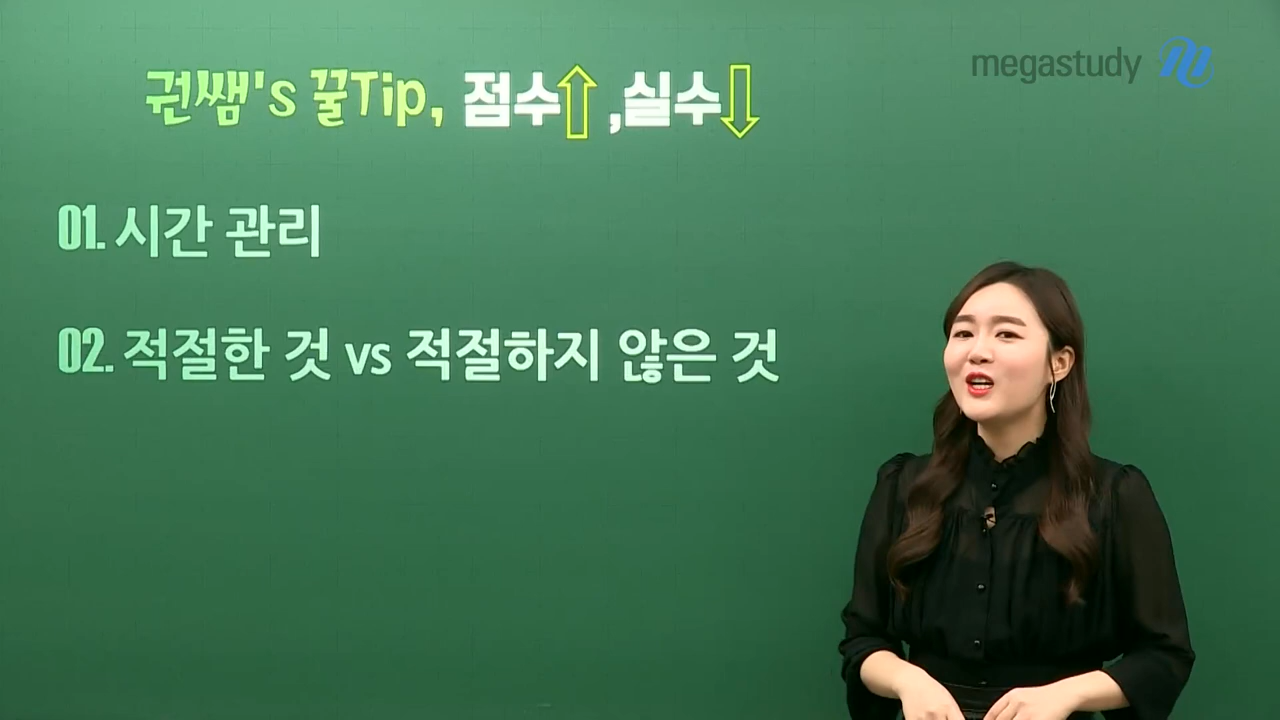 megastudy
권쌤's 꿀Tip, 점수⇧,실수⇩
01. 시간 관리
02. 적절한 것 vs 적절하지 않은 것